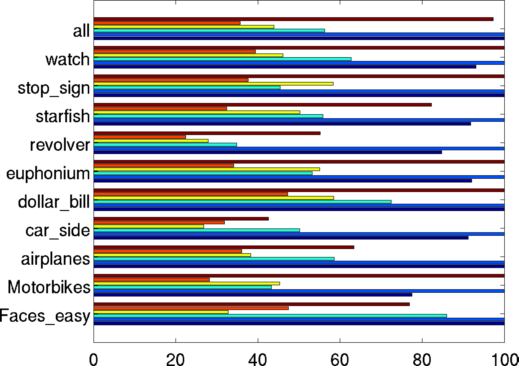 all
watch
stop_sign
starfish
revolver
euphonium
dollar_bill
car_side
airplanes
Motorbikes
Faces_easy
0 20 40 60 80 100